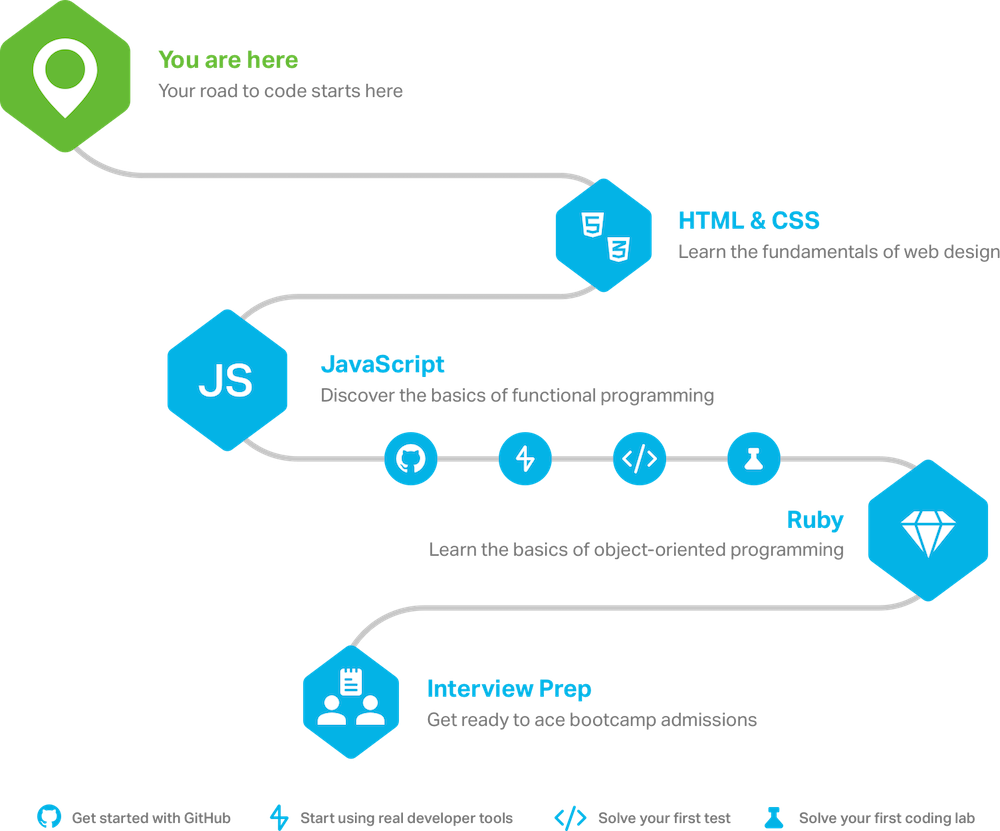 You are here
Your road to code starts here
HTML & CSS
Learn the fundamentals of web design
JS
JavaScript
Discover the basics of functional programming
Ruby
Learn the basics of object-oriented programming
Interview Prep
Get ready to ace bootcamp admissions
Get started with GitHub
Start using real developer tools
Solve your first test
Solve your first coding lab